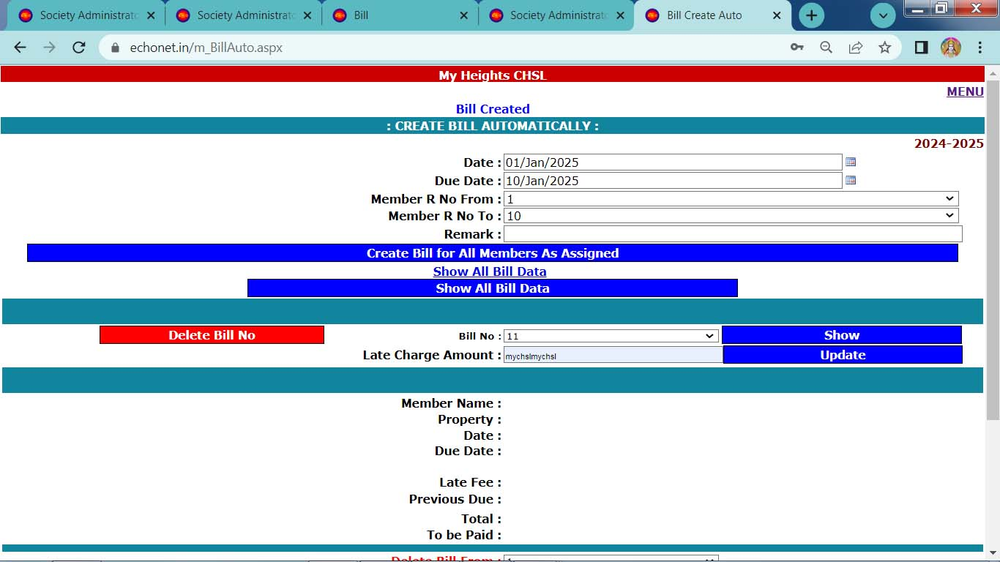 Society Administrato
Society Administrato
Bill
Society Administrato
Bill Create Auto
echonet.in/m_BillAuto.aspx
My Heights CHSL
MENU
Bill Created
: CREATE BILL AUTOMATICALLY :
2024-2025
Date : 01/Jan/2025
Due Date : 10/Jan/2025
Member R No From : 1
Member R No To : 10
Remark :
Create Bill for All Members As Assigned
Show All Bill Data
Show All Bill Data
Delete Bill No Bill No : 11 Show
Late Charge Amount : mychslmychsl Update
Member Name :
Property :
Date :
Due Date :
Late Fee :
Previous Due :
Total :
To be Paid :
Delete Bill From :